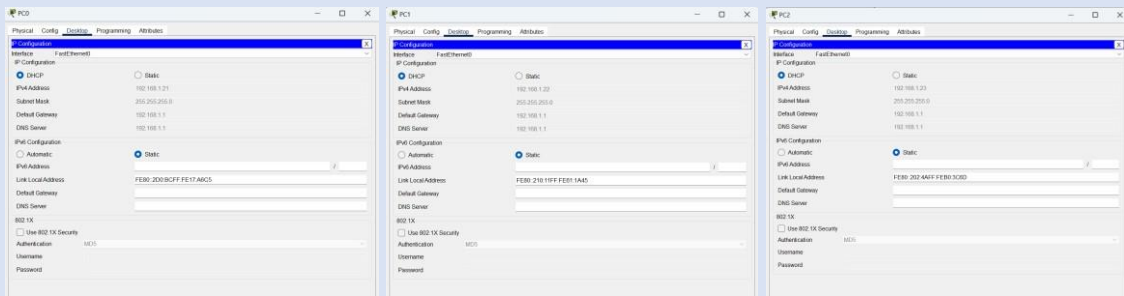 PC0
Physical Config Desktop Programming Attributes
IP Configuration X
Interface FastEthernet0
IP Configuration
DHCP Static
IPv4 Address 192.168.1.21
Subnet Mask 255.255.255.0
Default Gateway 192.168.1.1
DNS Server 192.168.1.1
IPv6 Configuration
Automatic Static
IPv6 Address /
Link Local Address FE80::2D0:BCFF:FE17:A6C5
Default Gateway
DNS Server
802.1X
Use 802.1X Security
Authentication MD5
Username
Password
PC1
Physical Config Desktop Programming Attributes
IP Configuration X
Interface FastEthernet0
IP Configuration
DHCP Static
IPv4 Address 192.168.1.22
Subnet Mask 255.255.255.0
Default Gateway 192.168.1.1
DNS Server 192.168.1.1
IPv6 Configuration
Automatic Static
IPv6 Address /
Link Local Address FE80::210:11FF:FE61:1A45
Default Gateway
DNS Server
802.1X
Use 802.1X Security
Authentication MD5
Username
Password
PC2
Physical Config Desktop Programming Attributes
IP Configuration X
Interface FastEthernet0
IP Configuration
DHCP Static
IPv4 Address 192.168.1.23
Subnet Mask 255.255.255.0
Default Gateway 192.168.1.1
DNS Server 192.168.1.1
IPv6 Configuration
Automatic Static
IPv6 Address /
Link Local Address FE80::202:4AFF:FEB0:3C8D
Default Gateway
DNS Server
802.1X
Use 802.1X Security
Authentication MD5
Username
Password